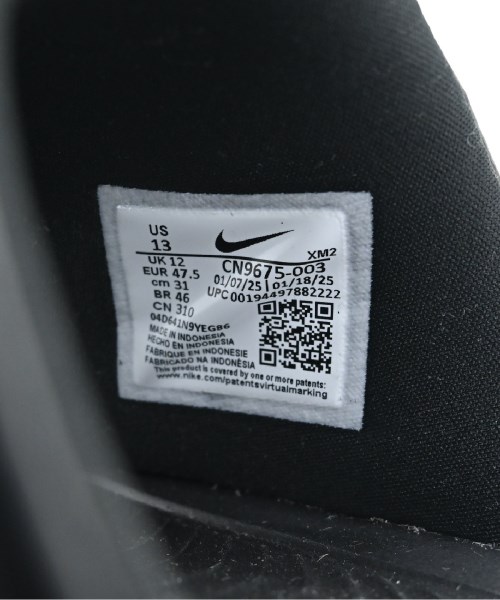 US
13
XM2
UK 12
CN9675-003
EUR 47.5
01/07/25 | 01/18/25
cm 31
UPC 00194497882222
BR 46
CN 310
04D641N9YEGB6
MADE IN INDONESIA
HECHO EN INDONESIA
FABRIQUE EN INDONESIE
FABRICADO NA INDONÉSIA
This product is covered by one or more patents:
www.nike.com/patentsvirtualmarking